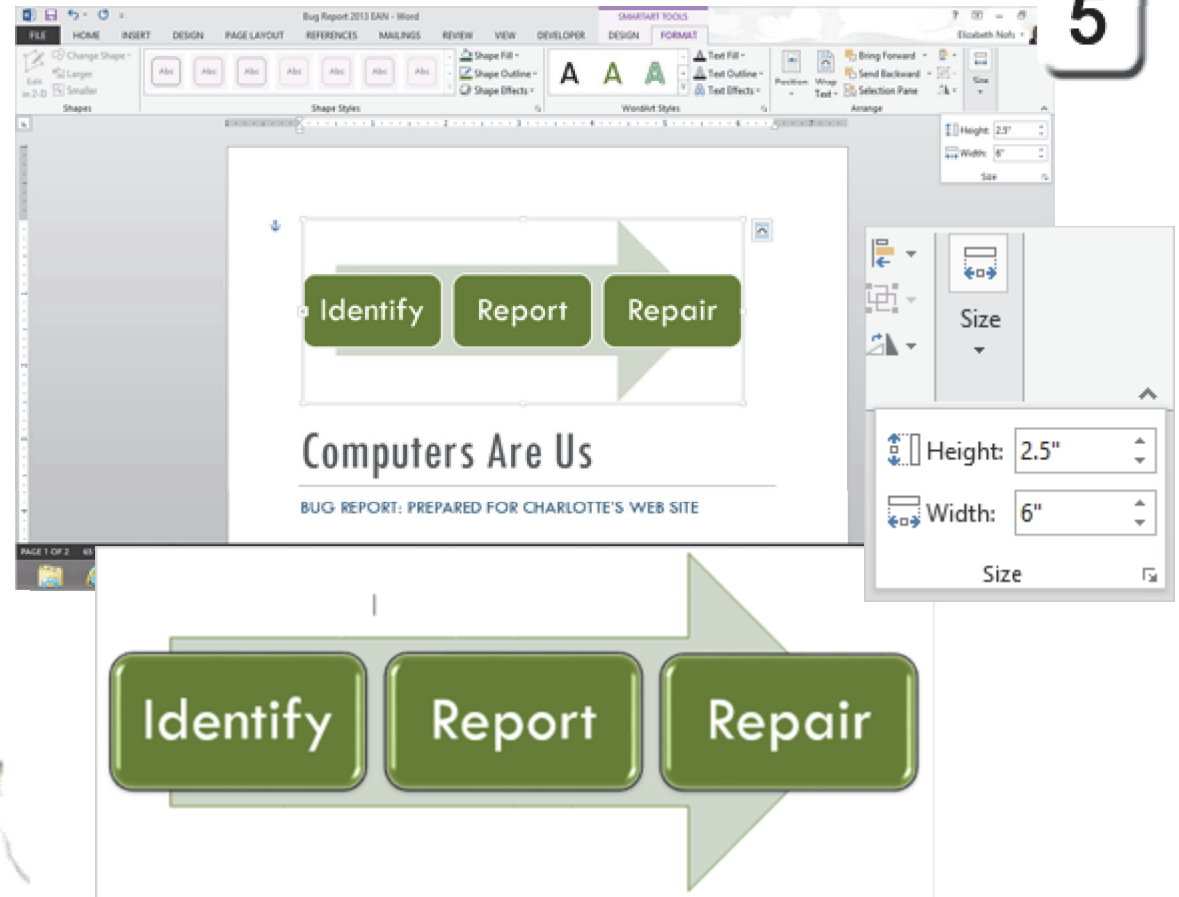 5
Bug Report 2013 EAN - Word
SMARTART TOOLS
FILE HOME INSERT DESIGN PAGE LAYOUT REFERENCES MAILINGS REVIEW VIEW DEVELOPER DESIGN FORMAT
Edit in 2-D
Change Shape
Larger
Smaller
Shapes
Abc Abc Abc Abc Abc Abc Abc
Shape Fill
Shape Outline
Shape Effects
Shape Styles
A A A
Text Fill
Text Outline
Text Effects
WordArt Styles
Position
Wrap Text
Bring Forward
Send Backward
Selection Pane
Arrange
Size
Height: 2.5"
Width: 6"
Size
Identify Report Repair
Computers Are Us
BUG REPORT: PREPARED FOR CHARLOTTE'S WEB SITE
PAGE 1 OF 2
Size
Height: 2.5"
Width: 6"
Size
Identify Report Repair